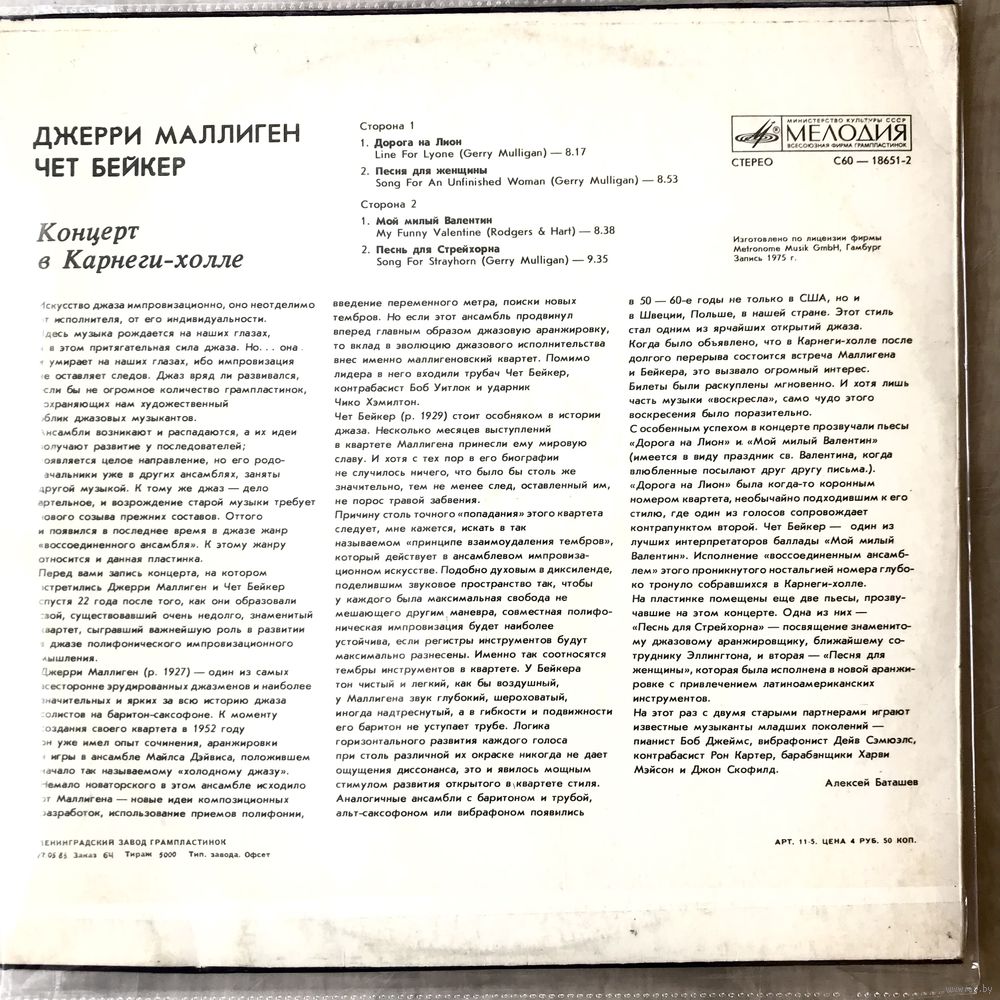 ДЖЕРРИ МАЛЛИГЕН
ЧЕТ БЕЙКЕР
Концерт
в Карнеги-холле
Сторона 1
1. Дорога на Лион
Line For Lyone (Gerry Mulligan) — 8.17
2. Песня для женщины
Song For An Unfinished Woman (Gerry Mulligan) — 8.53
Сторона 2
1. Мой милый Валентин
My Funny Valentine (Rodgers & Hart) — 8.38
2. Песнь для Стрейхорна
Song For Strayhorn (Gerry Mulligan) — 9.35
МИНИСТЕРСТВО КУЛЬТУРЫ СССР
МЕЛОДИЯ
ВСЕСОЮЗНАЯ ФИРМА ГРАМПЛАСТИНОК
СТЕРЕО С60 — 18651-2
Изготовлено по лицензии фирмы
Metronome Musik GmbH, Гамбург
Запись 1975 г.
Искусство джаза импровизационно, оно неотделимо
от исполнителя, от его индивидуальности.
Здесь музыка рождается на наших глазах,
и в этом притягательная сила джаза. Но... она
и умирает на наших глазах, ибо импровизация
не оставляет следов. Джаз вряд ли развивался,
если бы не огромное количество грампластинок,
сохраняющих нам художественный
облик джазовых музыкантов.
Ансамбли возникают и распадаются, а их идеи
получают развитие у последователей;
появляется целое направление, но его родо-
начальники уже в других ансамблях, заняты
другой музыкой. К тому же джаз — дело
артельное, и возрождение старой музыки требует
нового созыва прежних составов. Оттого
и появился в последнее время в джазе жанр
«воссоединенного ансамбля». К этому жанру
относится и данная пластинка.
Перед вами запись концерта, на котором
встретились Джерри Маллиген и Чет Бейкер
спустя 22 года после того, как они образовали
свой, существовавший очень недолго, знаменитый
квартет, сыгравший важнейшую роль в развитии
в джазе полифонического импровизационного
мышления.
Джерри Маллиген (р. 1927) — один из самых
всесторонне эрудированных джазменов и наиболее
значительных и ярких за всю историю джаза
солистов на баритон-саксофоне. К моменту
создания своего квартета в 1952 году
он уже имел опыт сочинения, аранжировки
и игры в ансамбле Майлса Дэйвиса, положившем
начало так называемому «холодному джазу».
Немало новаторского в этом ансамбле исходило
от Маллигена — новые идеи композиционных
разработок, использование приемов полифонии,
введение переменного метра, поиски новых
тембров. Но если этот ансамбль продвинул
вперед главным образом джазовую аранжировку,
то вклад в эволюцию джазового исполнительства
внес именно маллигеновский квартет. Помимо
лидера в него входили трубач Чет Бейкер,
контрабасист Боб Уитлок и ударник
Чико Хэмилтон.
Чет Бейкер (р. 1929) стоит особняком в истории
джаза. Несколько месяцев выступлений
в квартете Маллигена принесли ему мировую
славу. И хотя с тех пор в его биографии
не случилось ничего, что было бы столь же
значительно, тем не менее след, оставленный им,
не порос травой забвения.
Причину столь точного «попадания» этого квартета
следует, мне кажется, искать в так
называемом «принципе взаимоудаления тембров»,
который действует в ансамблевом импровиза-
ционном искусстве. Подобно духовым в диксиленде,
поделившим звуковое пространство так, чтобы
у каждого была максимальная свобода не
мешающего другим маневра, совместная полифо-
ническая импровизация будет наиболее
устойчива, если регистры инструментов будут
максимально разнесены. Именно так соотносятся
тембры инструментов в квартете. У Бейкера
тон чистый и легкий, как бы воздушный,
у Маллигена звук глубокий, шероховатый,
иногда надтреснутый, а в гибкости и подвижности
его баритон не уступает трубе. Логика
горизонтального развития каждого голоса
при столь различной их окраске никогда не дает
ощущения диссонанса, это и явилось мощным
стимулом развития открытого в квартете стиля.
Аналогичные ансамбли с баритоном и трубой,
альт-саксофоном или вибрафоном появились
в 50 — 60-е годы не только в США, но и
в Швеции, Польше, в нашей стране. Этот стиль
стал одним из ярчайших открытий джаза.
Когда было объявлено, что в Карнеги-холле после
долгого перерыва состоится встреча Маллигена
и Бейкера, это вызвало огромный интерес.
Билеты были раскуплены мгновенно. И хотя лишь
часть музыки «воскресла», само чудо этого
воскресения было поразительно.
С особенным успехом в концерте прозвучали пьесы
«Дорога на Лион» и «Мой милый Валентин»
(имеется в виду праздник св. Валентина, когда
влюбленные посылают друг другу письма.).
«Дорога на Лион» была когда-то коронным
номером квартета, необычайно подходившим к его
стилю, где один из голосов сопровождает
контрапунктом второй. Чет Бейкер — один из
лучших интерпретаторов баллады «Мой милый
Валентин». Исполнение «воссоединенным ансамб-
лем» этого проникнутого ностальгией номера глубо-
ко тронуло собравшихся в Карнеги-холле.
На пластинке помещены еще две пьесы, прозву-
чавшие на этом концерте. Одна из них —
«Песнь для Стрейхорна» — посвящение знаменито-
му джазовому аранжировщику, ближайшему со-
труднику Эллингтона, и вторая — «Песня для
женщины», которая была исполнена в новой аранжи-
ровке с привлечением латиноамериканских
инструментов.
На этот раз с двумя старыми партнерами играют
известные музыканты младших поколений —
пианист Боб Джеймс, вибрафонист Дейв Сэмюэлс,
контрабасист Рон Картер, барабанщики Харви
Мэйсон и Джон Скофилд.
Алексей Баташев
ЛЕНИНГРАДСКИЙ ЗАВОД ГРАМПЛАСТИНОК
Заказ 64 Тираж 5000 Тип. завода. Офсет
АРТ. 11-5. ЦЕНА 4 РУБ. 50 КОП.